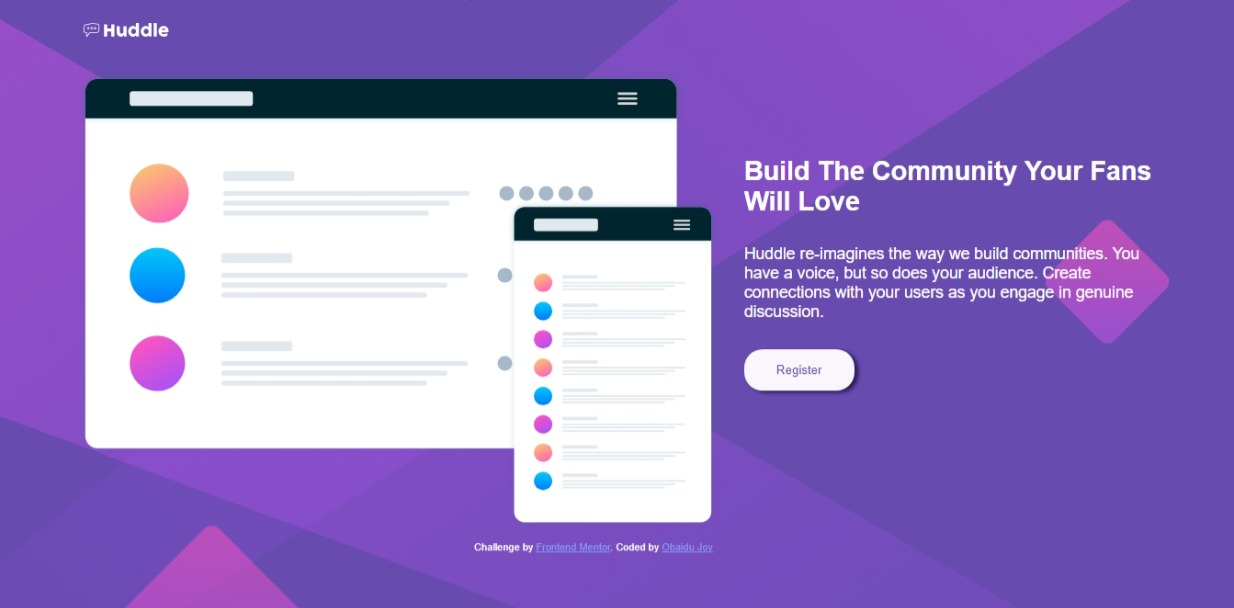 Huddle
Build The Community Your Fans
Will Love
Huddle re-imagines the way we build communities. You
have a voice, but so does your audience. Create
connections with your users as you engage in genuine
discussion.
Register
Challenge by Frontend Mentor. Coded by Obaidu Joy